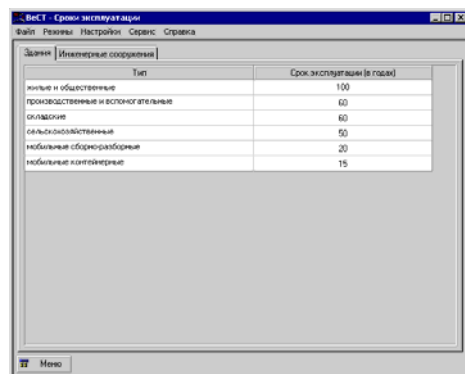 ВеСТ - Сроки эксплуатации
Файл Режимы Настройки Сервис Справка
Здания Инженерные сооружения
Тип Срок эксплуатации (в годах)
жилые и общественные 100
производственные и вспомогательные 60
складские 60
сельскохозяйственные 50
мобильные сборно-разборные 20
мобильные контейнерные 15
Меню